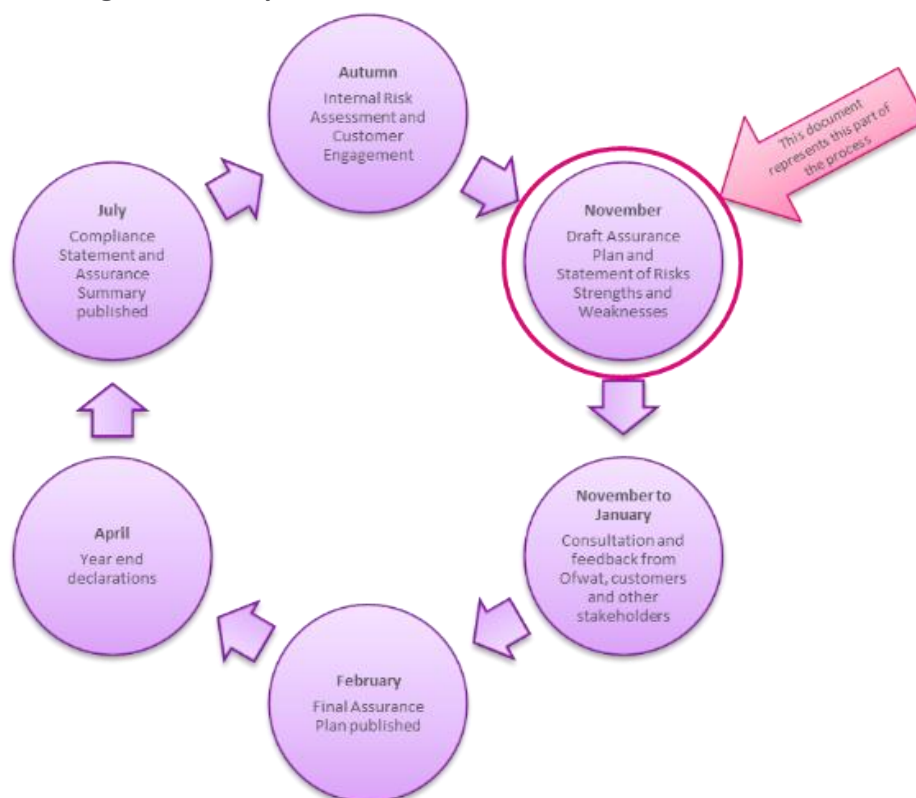 Autumn
Internal Risk
Assessment and
Customer
Engagement
This document
represents this part of
the process
November
Draft Assurance
Plan and
Statement of Risks
Strengths and
Weaknesses
November to
January
Consultation and
feedback from
Ofwat, customers
and other
stakeholders
February
Final Assurance
Plan published
April
Year end
declarations
July
Compliance
Statement and
Assurance
Summary
published